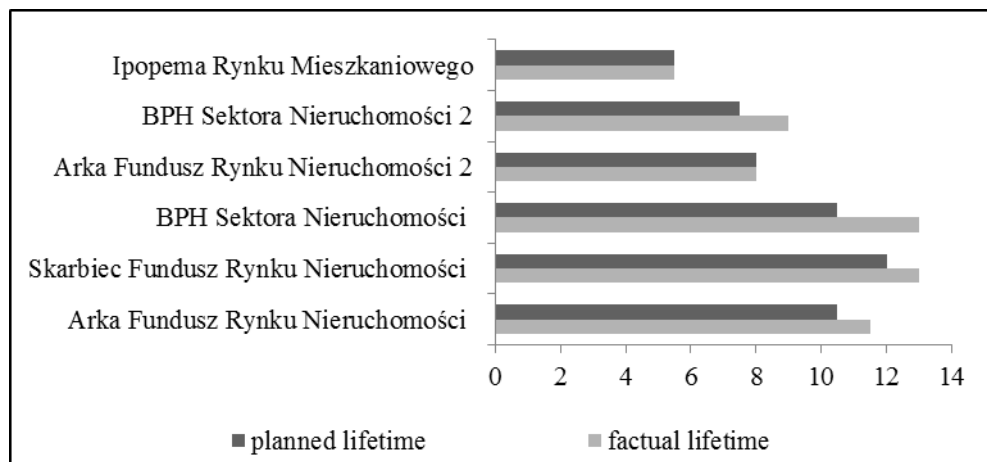 Ipopema Rynku Mieszkaniowego
BPH Sektora Nieruchomości 2
Arka Fundusz Rynku Nieruchomości 2
BPH Sektora Nieruchomości
Skarbiec Fundusz Rynku Nieruchomości
Arka Fundusz Rynku Nieruchomości
0 2 4 6 8 10 12 14
planned lifetime factual lifetime